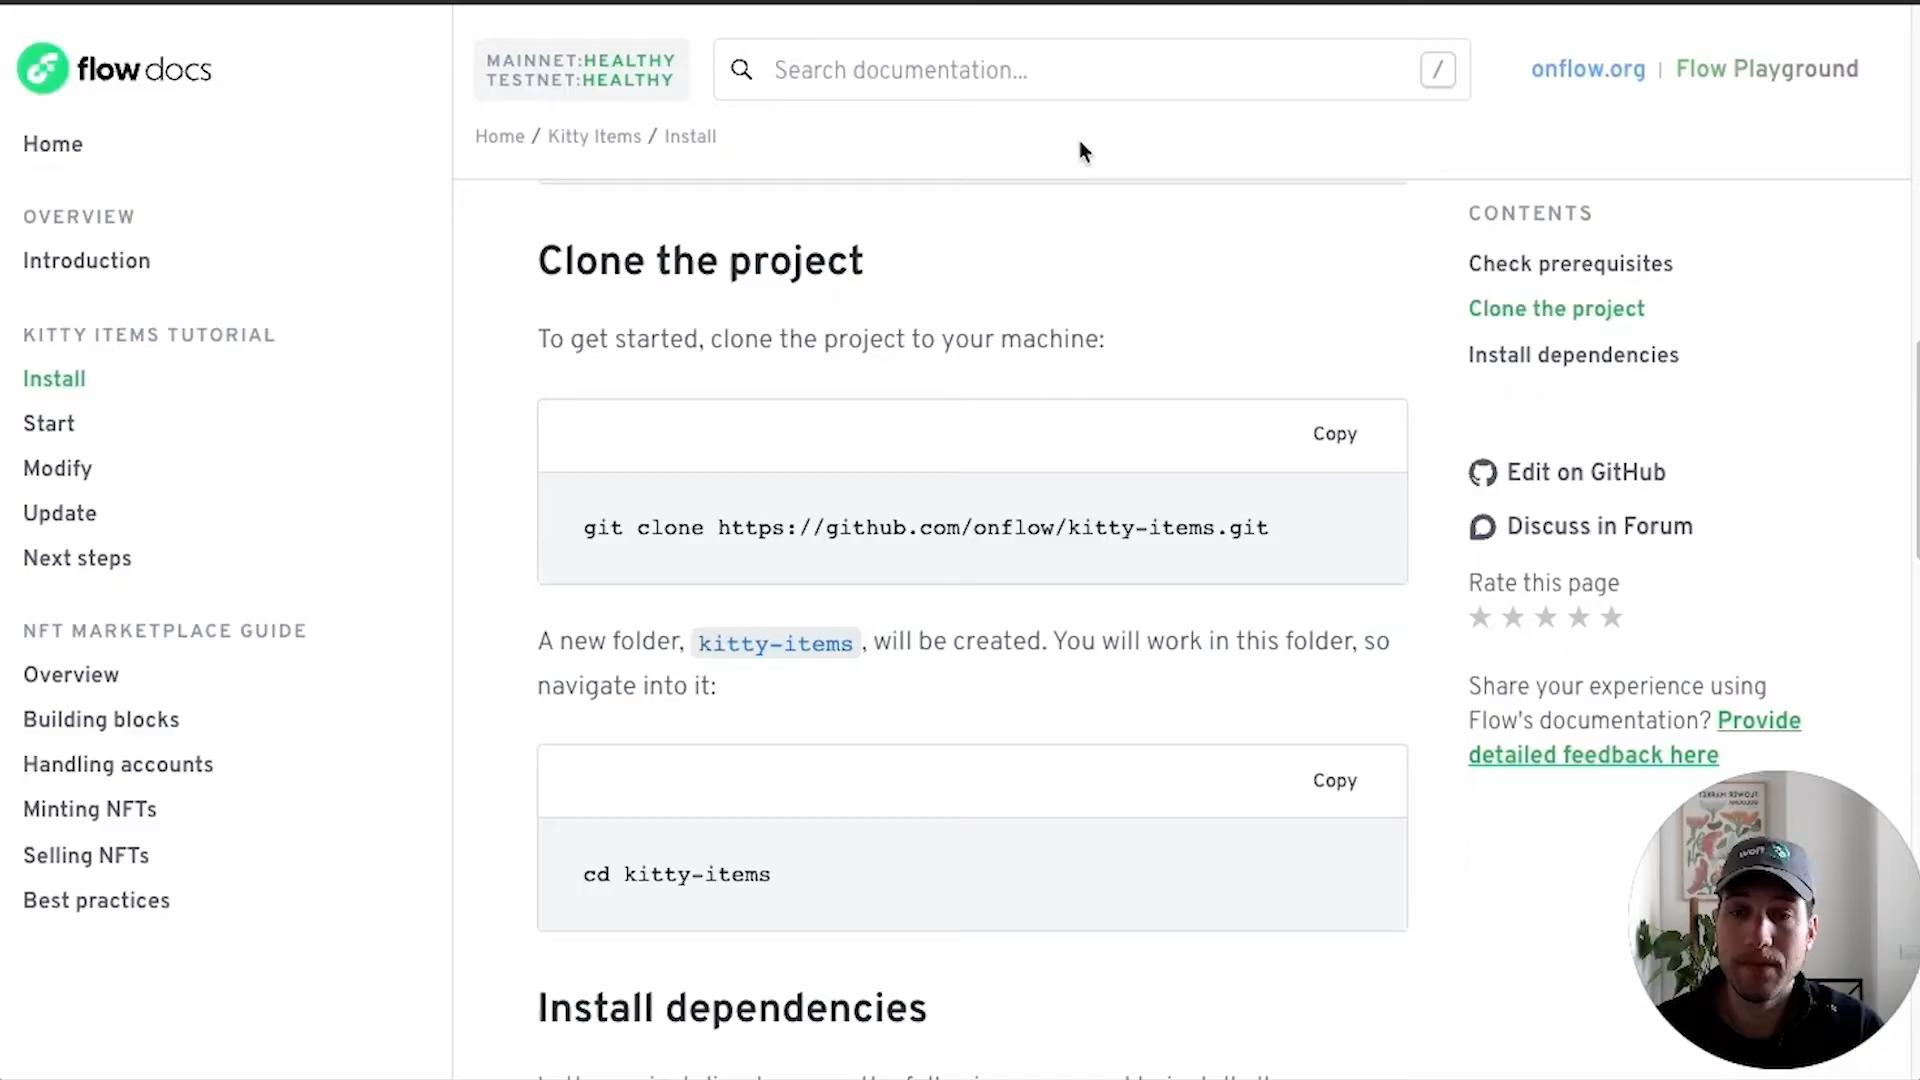 flow docs
MAINNET:HEALTHY
TESTNET:HEALTHY
Search documentation...
/
onflow.org | Flow Playground
Home / Kitty Items / Install
Home
OVERVIEW
Introduction
KITTY ITEMS TUTORIAL
Install
Start
Modify
Update
Next steps
NFT MARKETPLACE GUIDE
Overview
Building blocks
Handling accounts
Minting NFTs
Selling NFTs
Best practices
Clone the project
To get started, clone the project to your machine:
Copy
git clone https://github.com/onflow/kitty-items.git
A new folder, kitty-items, will be created. You will work in this folder, so
navigate into it:
Copy
cd kitty-items
Install dependencies
CONTENTS
Check prerequisites
Clone the project
Install dependencies
Edit on GitHub
Discuss in Forum
Rate this page
Share your experience using
Flow's documentation? Provide
detailed feedback here
FLOWER MARKET
flow